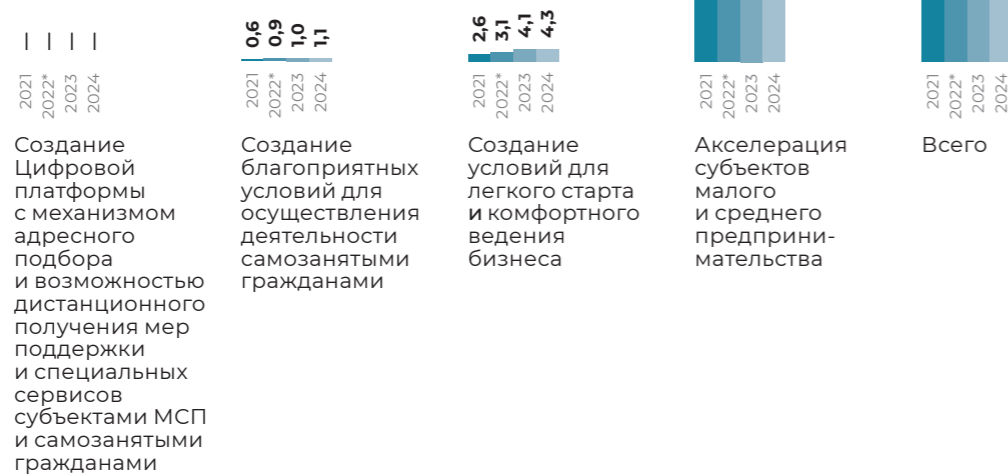 — — — —
0,6 0,9 1,0 1,1
2,6 3,1 4,1 4,3
2021 2022* 2023 2024
2021 2022* 2023 2024
2021 2022* 2023 2024
2021 2022* 2023 2024
2021 2022* 2023 2024
Создание
Цифровой
платформы
с механизмом
адресного
подбора
и возможностью
дистанционного
получения мер
поддержки
и специальных
сервисов
субъектами МСП
и самозанятыми
гражданами
Создание
благоприятных
условий для
осуществления
деятельности
самозанятыми
гражданами
Создание
условий для
легкого старта
и комфортного
ведения
бизнеса
Акселерация
субъектов
малого
и среднего
предприни-
мательства
Всего